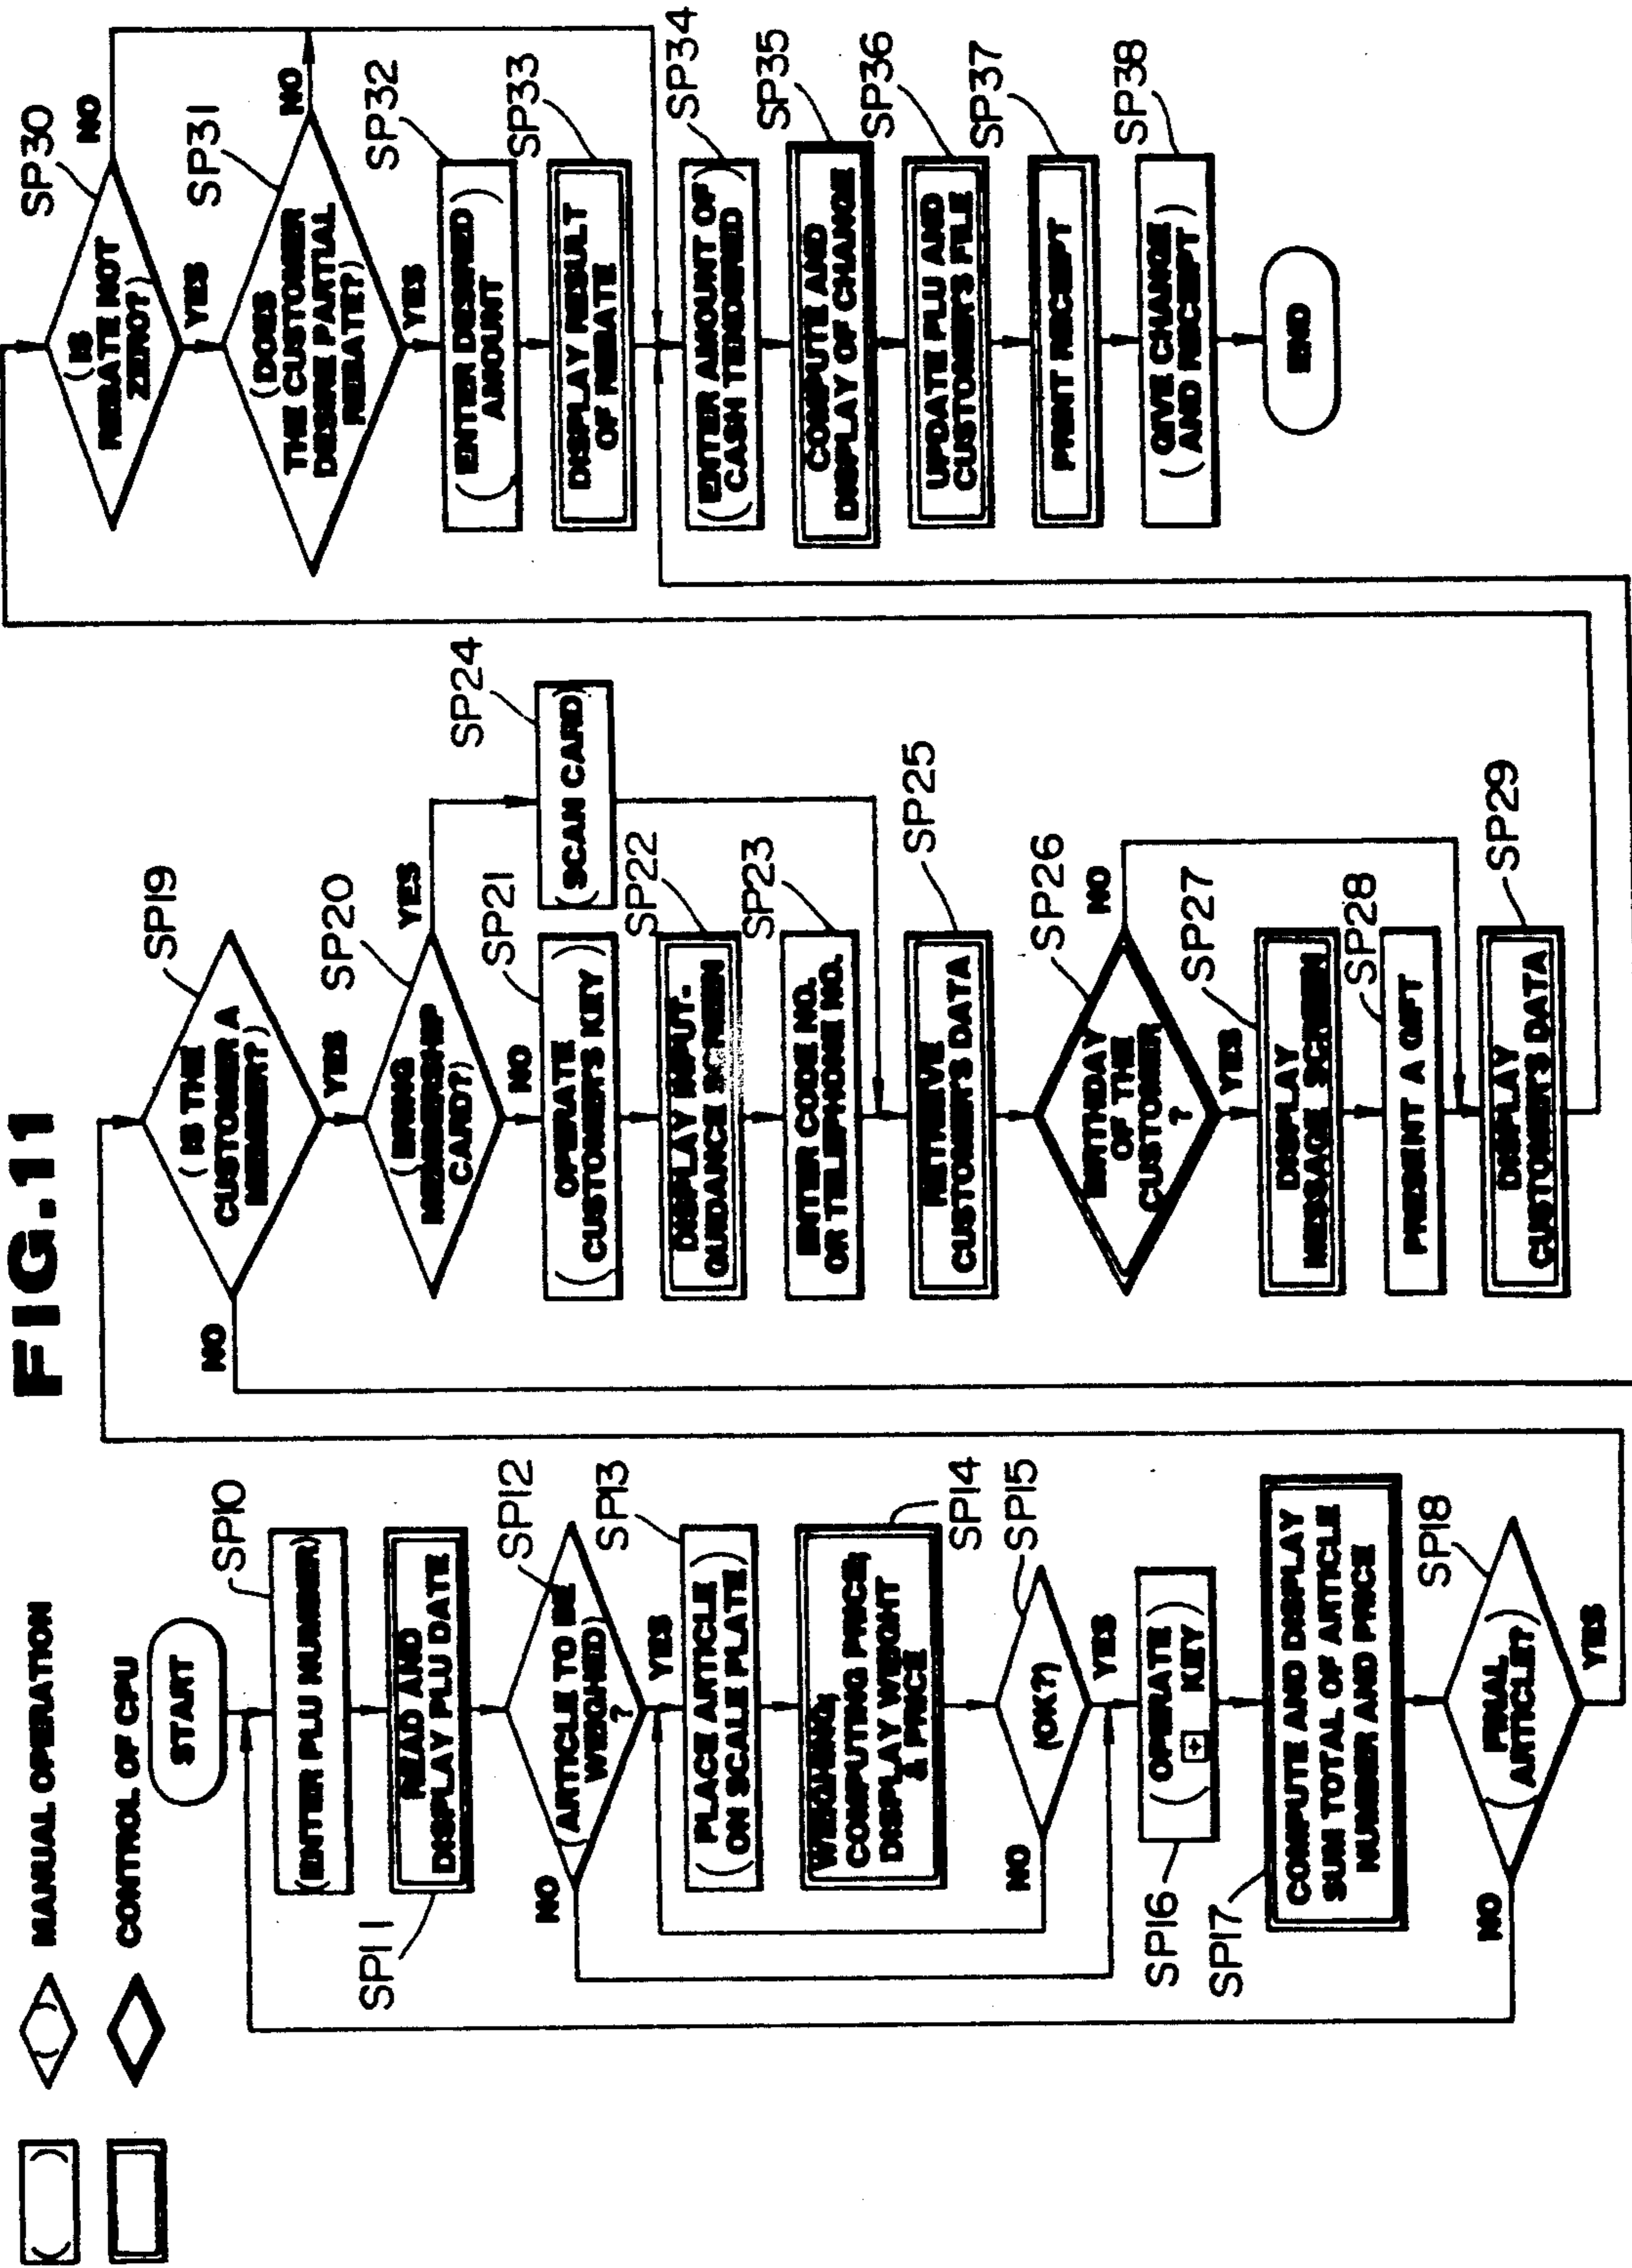 FIG.11
( ) MANUAL OPERATION
CONTROL OF CPU
START
SP10
(ENTER PLU NUMBER)
SP11
READ AND
DISPLAY PLU DATE
SP12
(ARTICLE TO BE
WEIGHED)
?
NO
YES
SP13
(PLACE ARTICLE
ON SCALE PLATE)
SP14
WEIGHING;
COMPUTING PRICE;
DISPLAY WEIGHT
& PRICE
SP15
(OK?)
NO
YES
SP16
(OPERATE
+ KEY)
SP17
COMPUTE AND DISPLAY
SUM TOTAL OF ARTICLE
NUMBER AND PRICE
SP18
(FINAL
ARTICLE?)
NO
YES
SP19
(IS THE
CUSTOMER A
MEMBER?)
NO
YES
SP20
(BRING
MEMBERSHIP
CARD?)
YES
NO
SP21
(OPERATE
CUSTOMER'S KEY)
SP22
DISPLAY INPUT-
GUIDANCE SCREEN
SP23
ENTER CODE NO.
OR TELEPHONE NO.
SP24
(SCAN CARD)
SP25
RETRIEVE
CUSTOMER'S DATA
SP26
BIRTHDAY
OF THE
CUSTOMER
?
NO
YES
SP27
DISPLAY
MESSAGE SCREEN
SP28
PRESENT A GIFT
SP29
DISPLAY
CUSTOMER'S DATA
SP30
(IS
REBATE NOT
ZERO?)
NO
YES
SP31
(DOES
THE CUSTOMER
DESIRE PARTIAL
REBATE?)
NO
YES
SP32
(ENTER DESIRED
AMOUNT)
SP33
DISPLAY RESULT
OF REBATE
SP34
(ENTER AMOUNT OF
CASH TENDERED)
SP35
COMPUTE AND
DISPLAY OF CHANGE
SP36
UPDATE PLU AND
CUSTOMER'S FILE
SP37
PRINT RECEIPT
SP38
(GIVE CHANGE
AND RECEIPT)
END